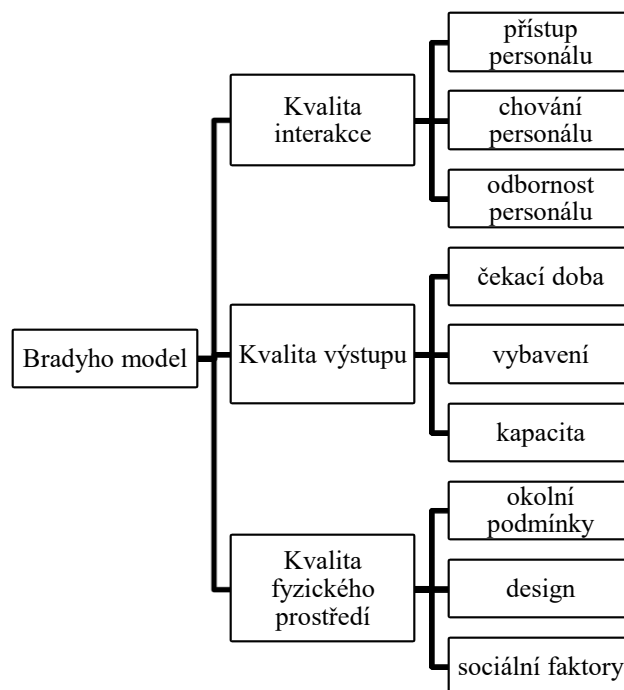 Bradyho model
Kvalita
interakce
přístup
personálu
chování
personálu
odbornost
personálu
Kvalita výstupu
čekací doba
vybavení
kapacita
Kvalita
fyzického
prostředí
okolní
podmínky
design
sociální faktory